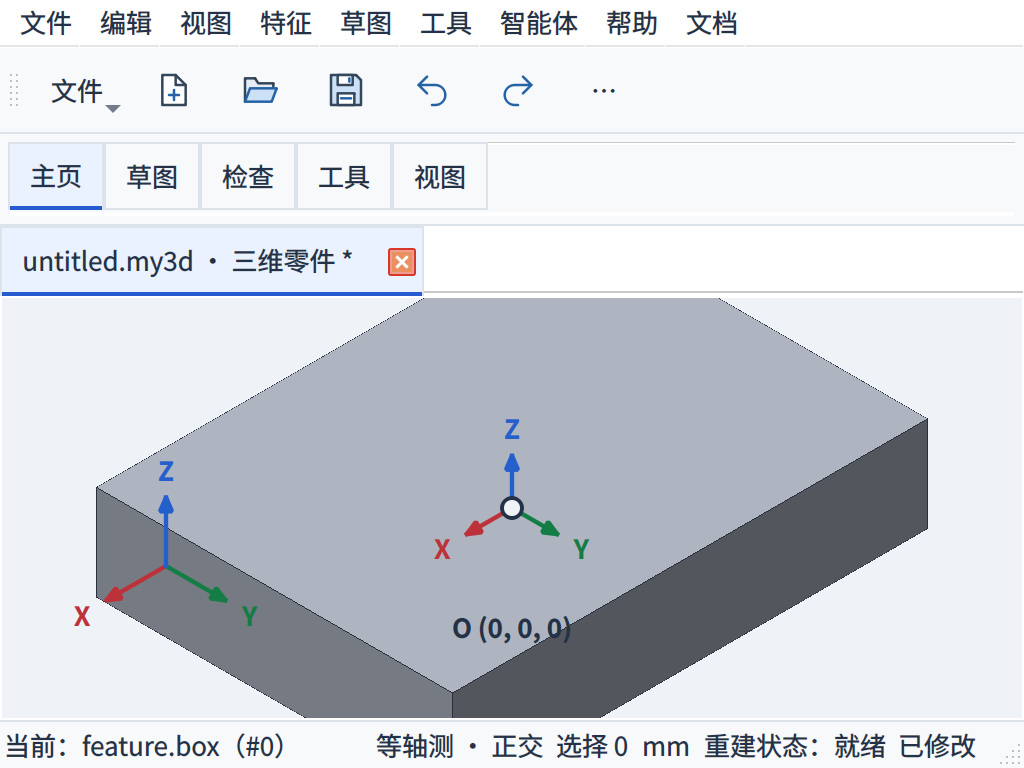 文件 编辑 视图 特征 草图 工具 智能体 帮助 文档
文件 ...
主页 草图 检查 工具 视图
untitled.my3d · 三维零件 *
Z
Z
X Y
X Y
O (0, 0, 0)
当前：feature.box（#0） 等轴测 · 正交 选择 0 mm 重建状态：就绪 已修改